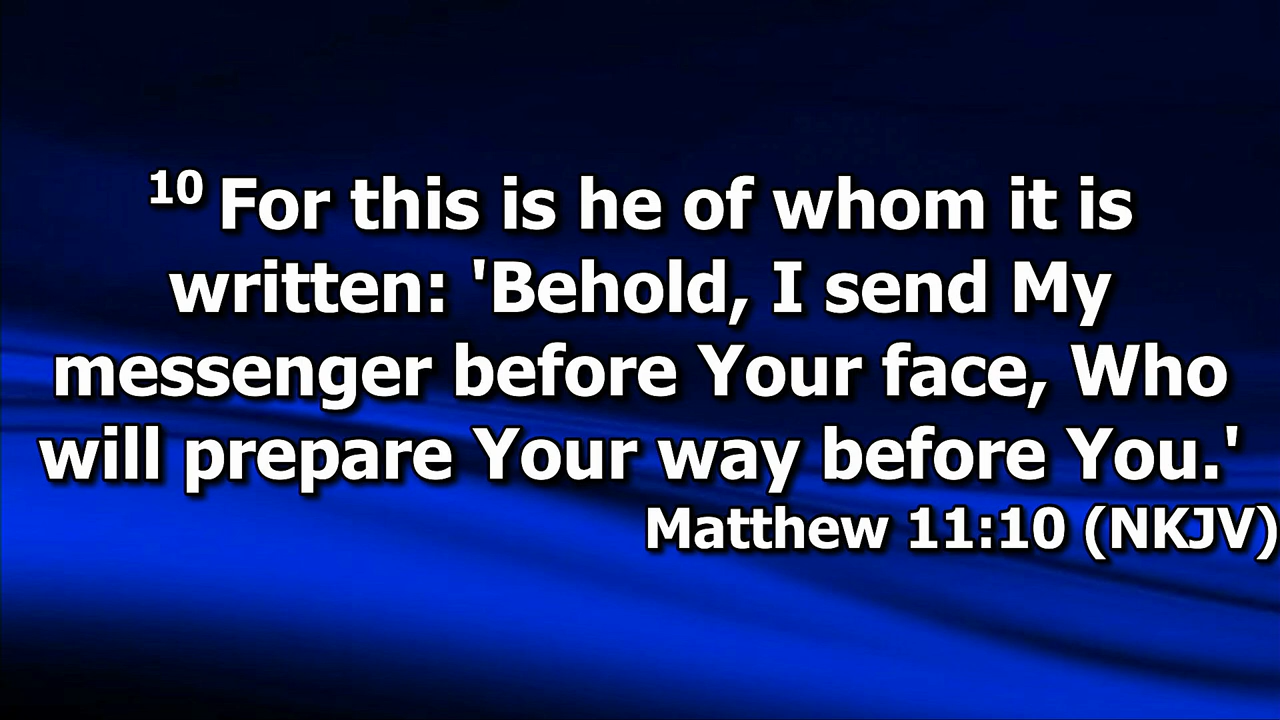 10 For this is he of whom it is
written: 'Behold, I send My
messenger before Your face, Who
will prepare Your way before You.'
Matthew 11:10 (NKJV)